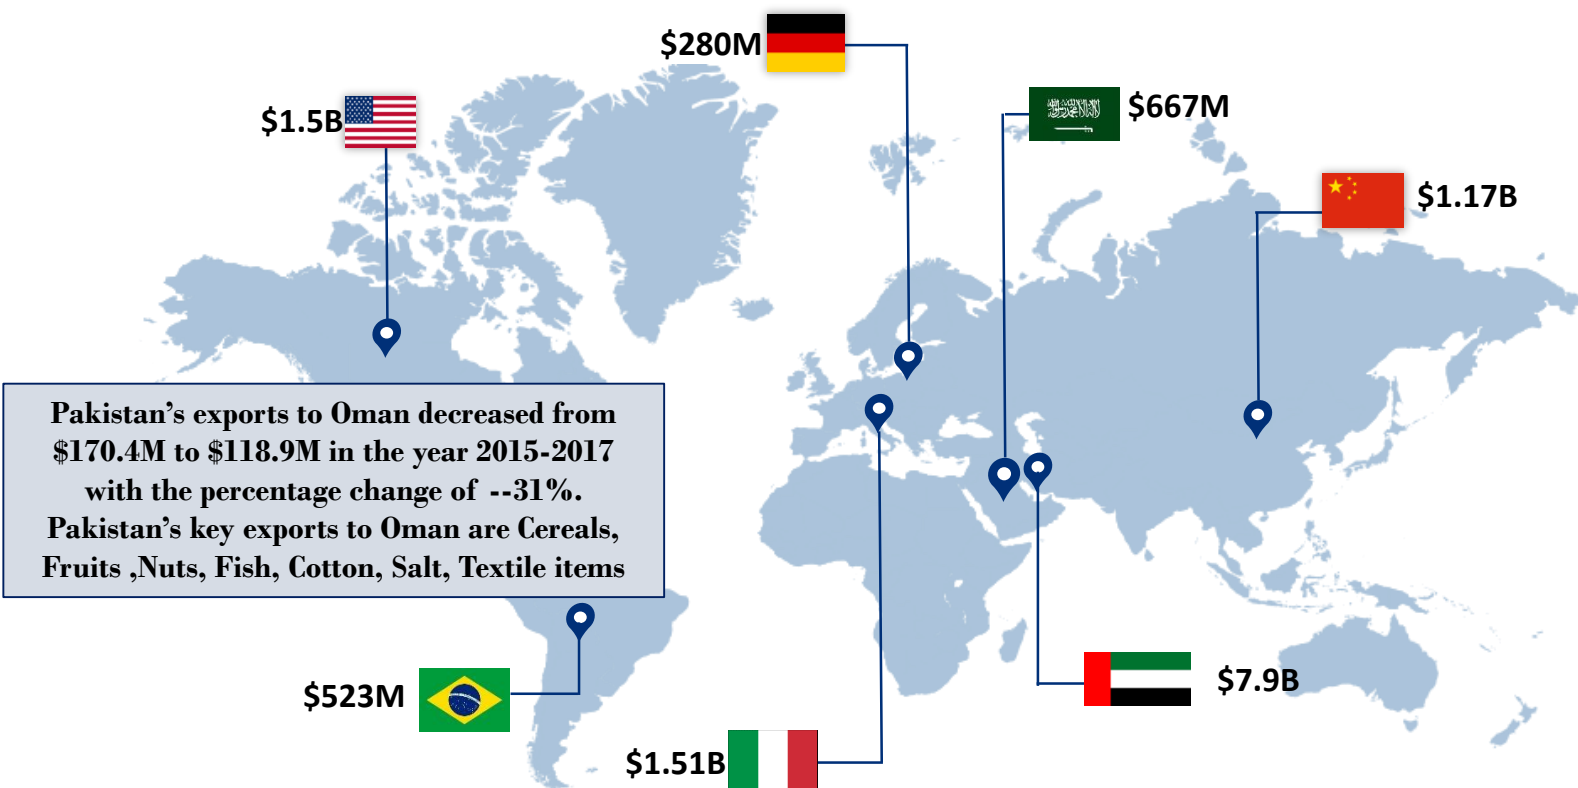 $280M
$1.5B
$667M
$1.17B
Pakistan’s exports to Oman decreased from
$170.4M to $118.9M in the year 2015-2017
with the percentage change of --31%.
Pakistan’s key exports to Oman are Cereals,
Fruits ,Nuts, Fish, Cotton, Salt, Textile items
$523M
$7.9B
$1.51B